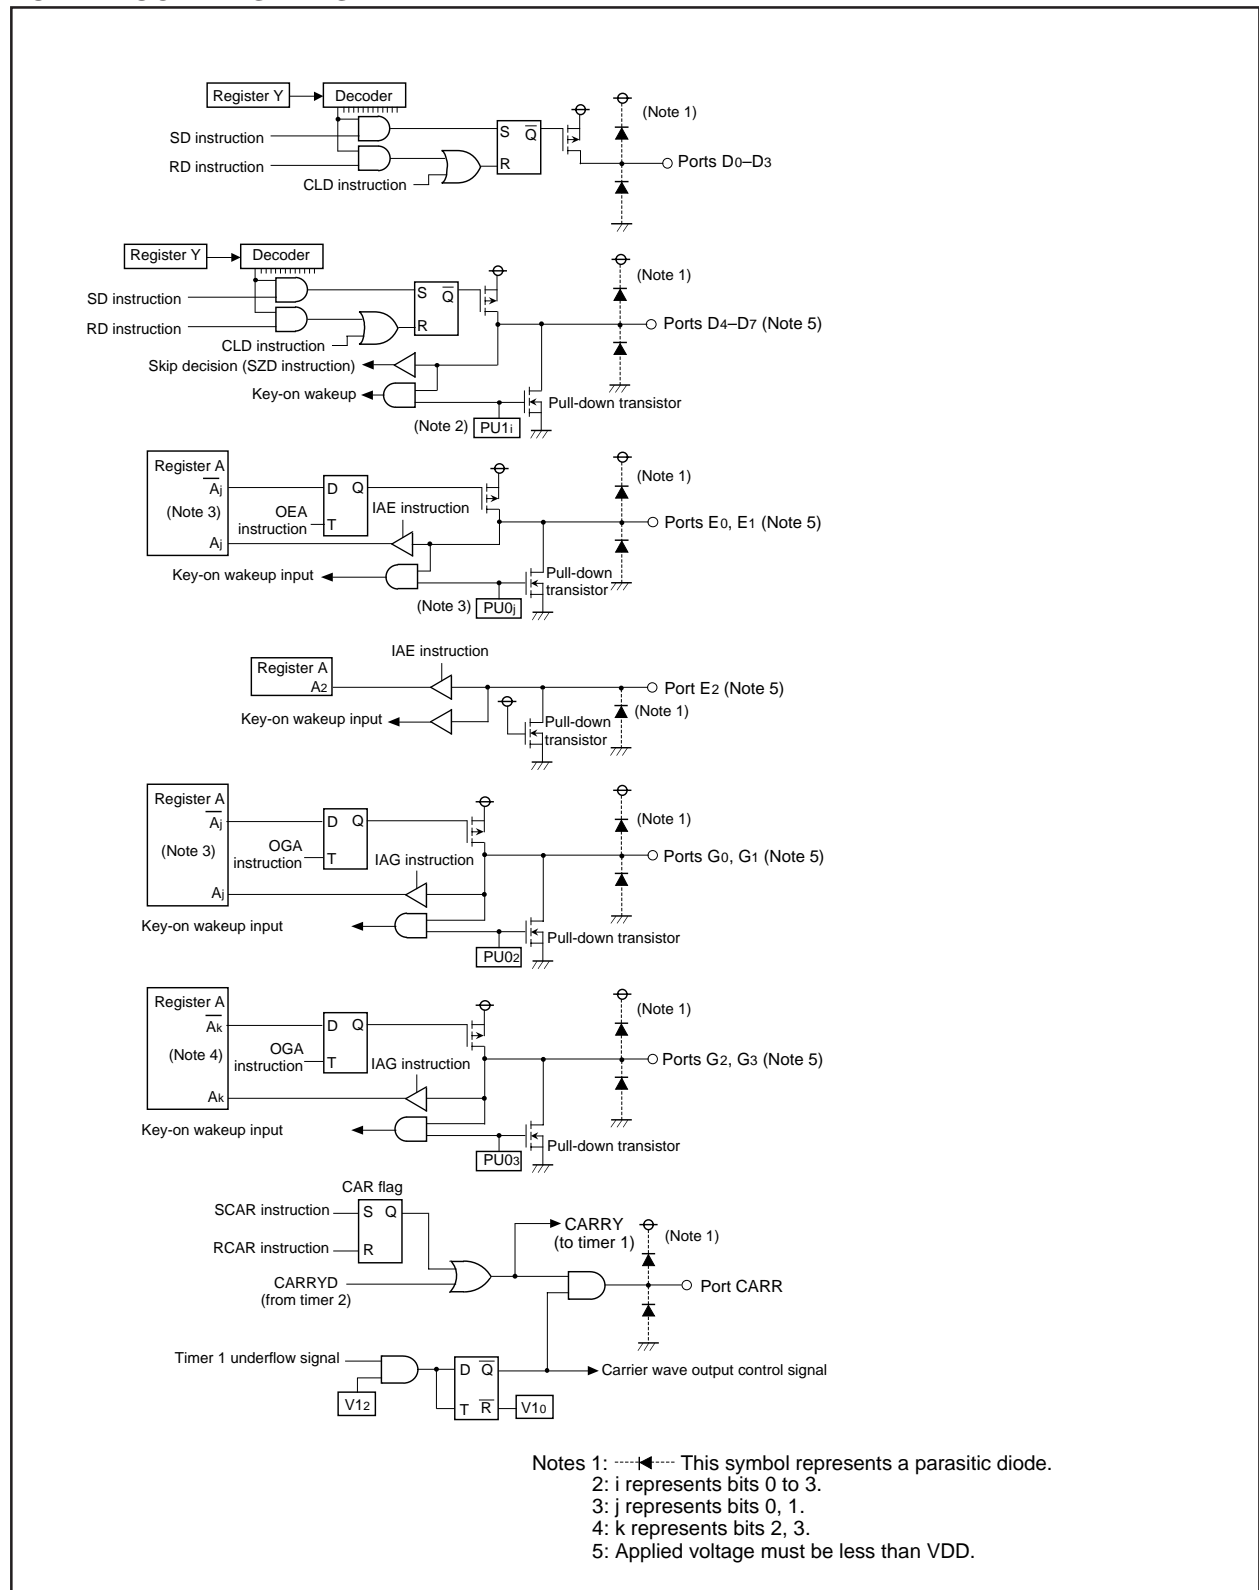 Register Y
Decoder
SD instruction
RD instruction
CLD instruction
S Q̅
R
(Note 1)
Ports D0–D3
Register Y
Decoder
SD instruction
RD instruction
CLD instruction
S Q̅
R
(Note 1)
Ports D4–D7 (Note 5)
Skip decision (SZD instruction)
Key-on wakeup
Pull-down transistor
(Note 2) PU1i
Register A
A̅j
(Note 3)
Aj
D Q
T
OEA
instruction
IAE instruction
(Note 1)
Ports E0, E1 (Note 5)
Key-on wakeup input
Pull-down
transistor
(Note 3) PU0j
IAE instruction
Register A
A2
Port E2 (Note 5)
(Note 1)
Key-on wakeup input
Pull-down
transistor
Register A
A̅j
(Note 3)
Aj
D Q
T
OGA
instruction
IAG instruction
(Note 1)
Ports G0, G1 (Note 5)
Key-on wakeup input
Pull-down transistor
PU02
Register A
A̅k
(Note 4)
Ak
D Q
T
OGA
instruction
IAG instruction
(Note 1)
Ports G2, G3 (Note 5)
Key-on wakeup input
Pull-down transistor
PU03
CAR flag
SCAR instruction
S Q
RCAR instruction
R
CARRY
(to timer 1)
(Note 1)
CARRYD
(from timer 2)
Port CARR
Timer 1 underflow signal
V12
D Q̅
T R̅
V10
Carrier wave output control signal
Notes 1: This symbol represents a parasitic diode.
2: i represents bits 0 to 3.
3: j represents bits 0, 1.
4: k represents bits 2, 3.
5: Applied voltage must be less than VDD.